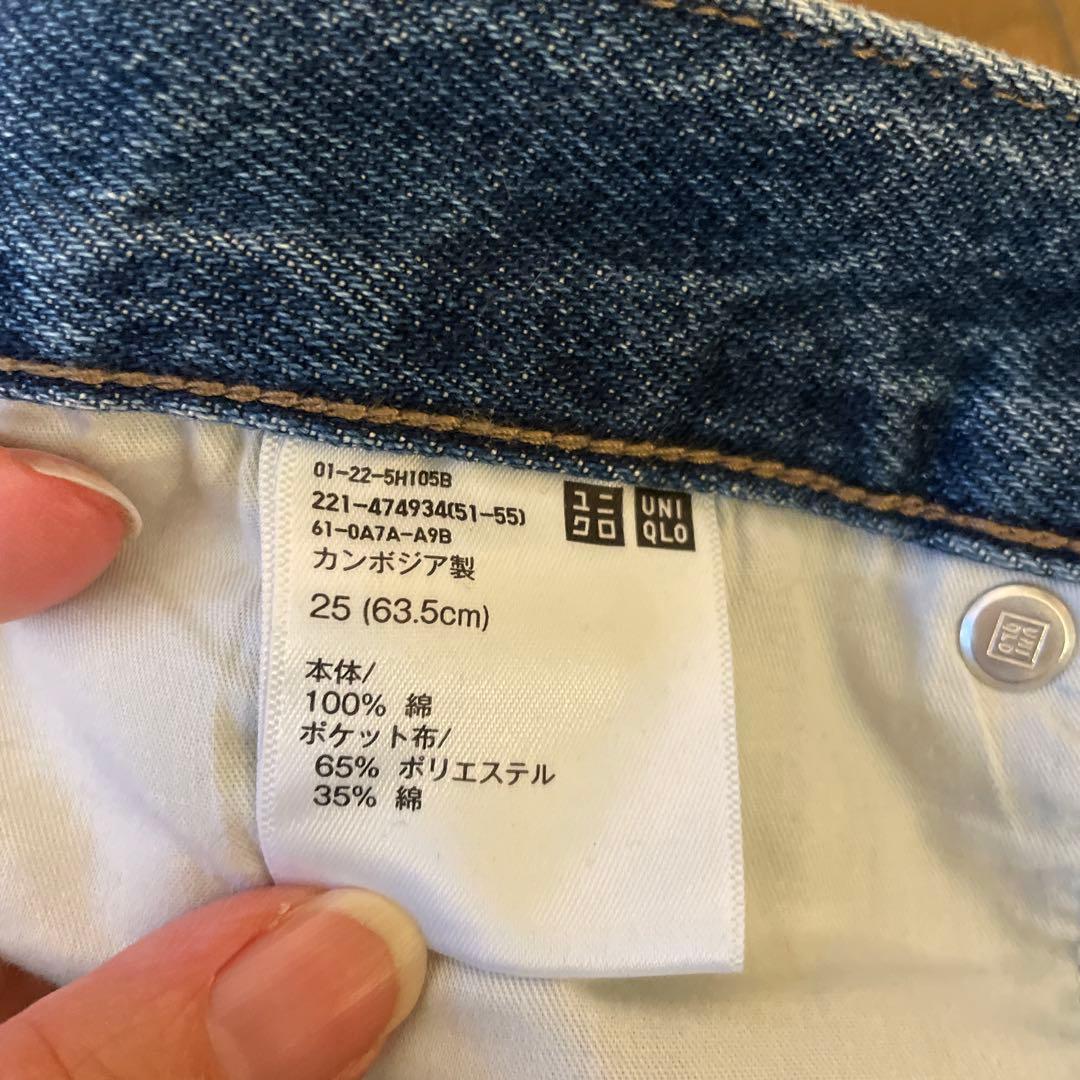 01-22-5H105B
221-474934(51-55)
61-0A7A-A9B
カンボジア製
25 (63.5cm)
本体/
100% 綿
ポケット布/
65% ポリエステル
35% 綿
ユニ
クロ
UNI
QLO
UNI
QLO